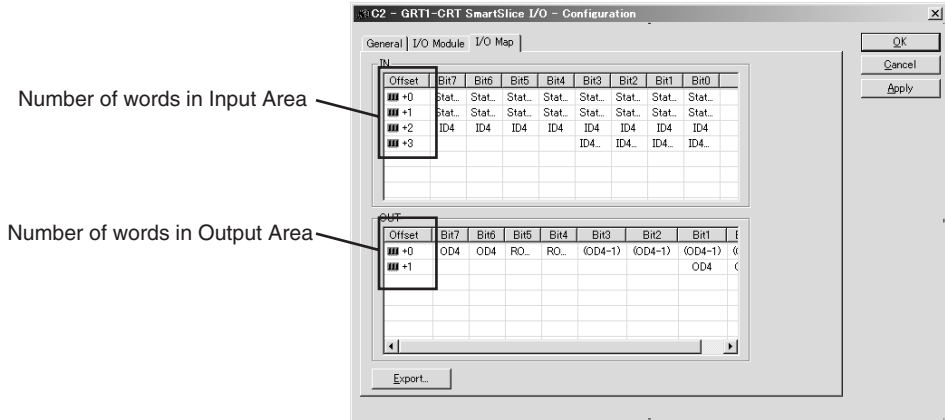 C2 - GRT1-CRT SmartSlice I/O - Configuration
General I/O Module I/O Map
OK
Cancel
Apply
IN
Offset Bit7 Bit6 Bit5 Bit4 Bit3 Bit2 Bit1 Bit0
+0 Stat... Stat... Stat... Stat... Stat... Stat... Stat... Stat...
+1 Stat... Stat... Stat... Stat... Stat... Stat... Stat... Stat...
+2 ID4 ID4 ID4 ID4 ID4 ID4 ID4 ID4
+3 ID4... ID4... ID4... ID4...
Number of words in Input Area
OUT
Offset Bit7 Bit6 Bit5 Bit4 Bit3 Bit2 Bit1
+0 OD4 OD4 RO... RO... (OD4-1) (OD4-1) (OD4-1)
+1 OD4
Number of words in Output Area
Export...